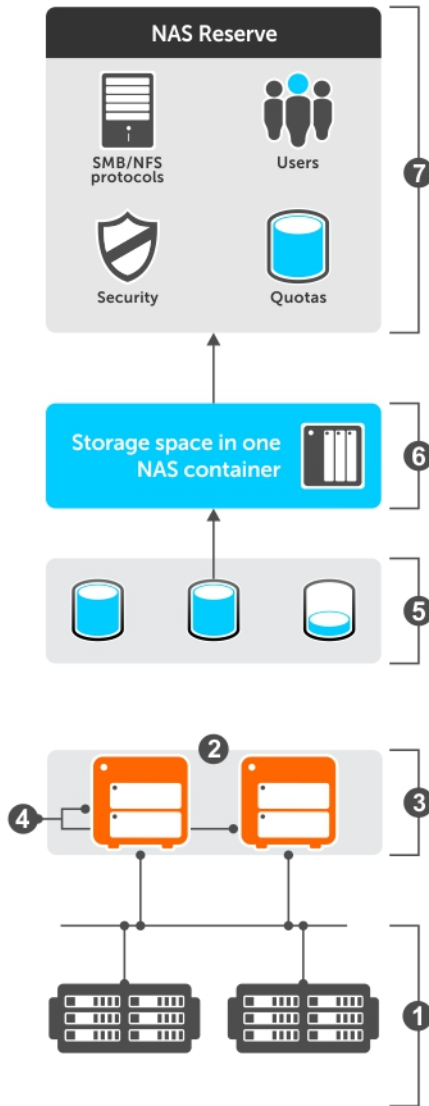 NAS Reserve
SMB/NFS
protocols
Users
7
Security
Quotas
Storage space in one
NAS container
6
5
2
4
3
1